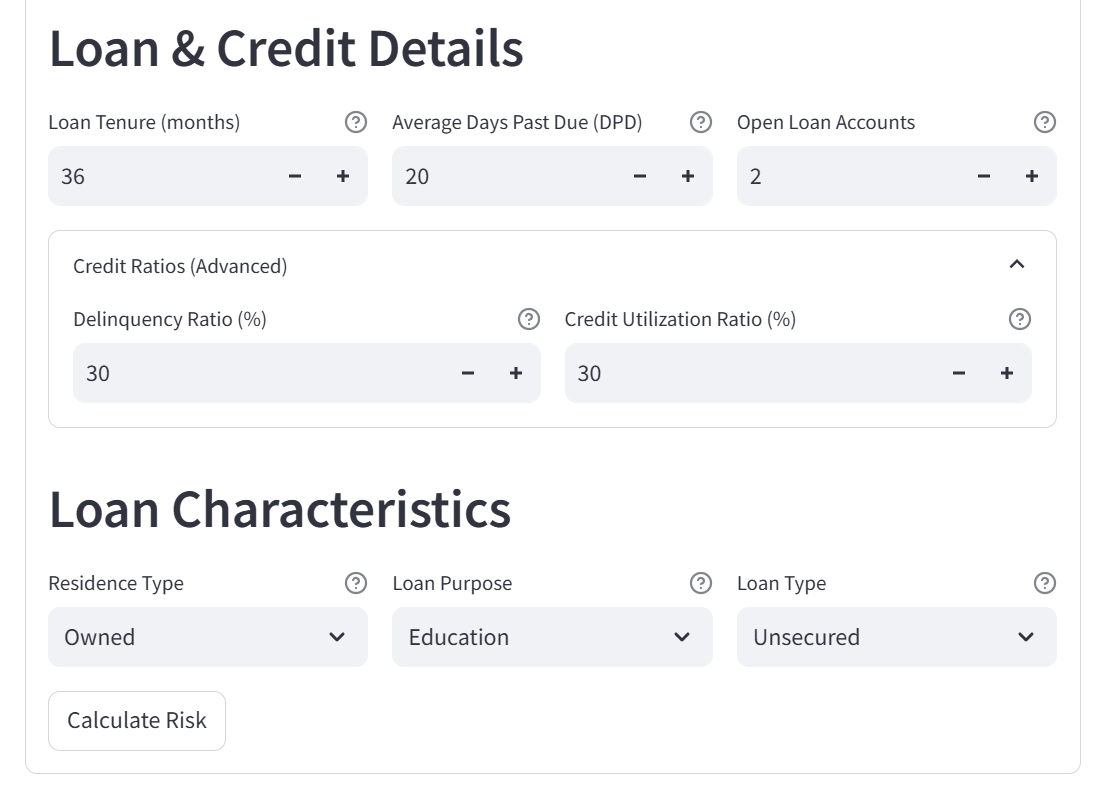 Loan & Credit Details
Loan Tenure (months)
Average Days Past Due (DPD)
Open Loan Accounts
36
20
2
Credit Ratios (Advanced)
Delinquency Ratio (%)
Credit Utilization Ratio (%)
30
30
Loan Characteristics
Residence Type
Loan Purpose
Loan Type
Owned
Education
Unsecured
Calculate Risk